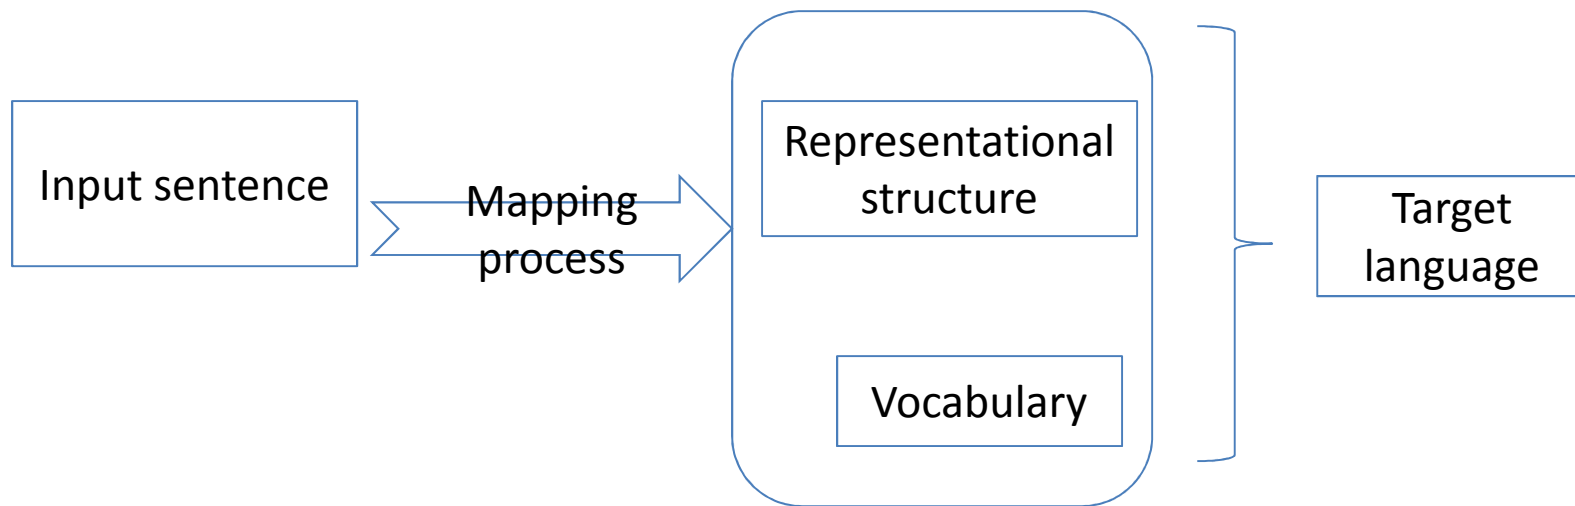 Input sentence
Mapping
process
Representational
structure
Vocabulary
Target
language